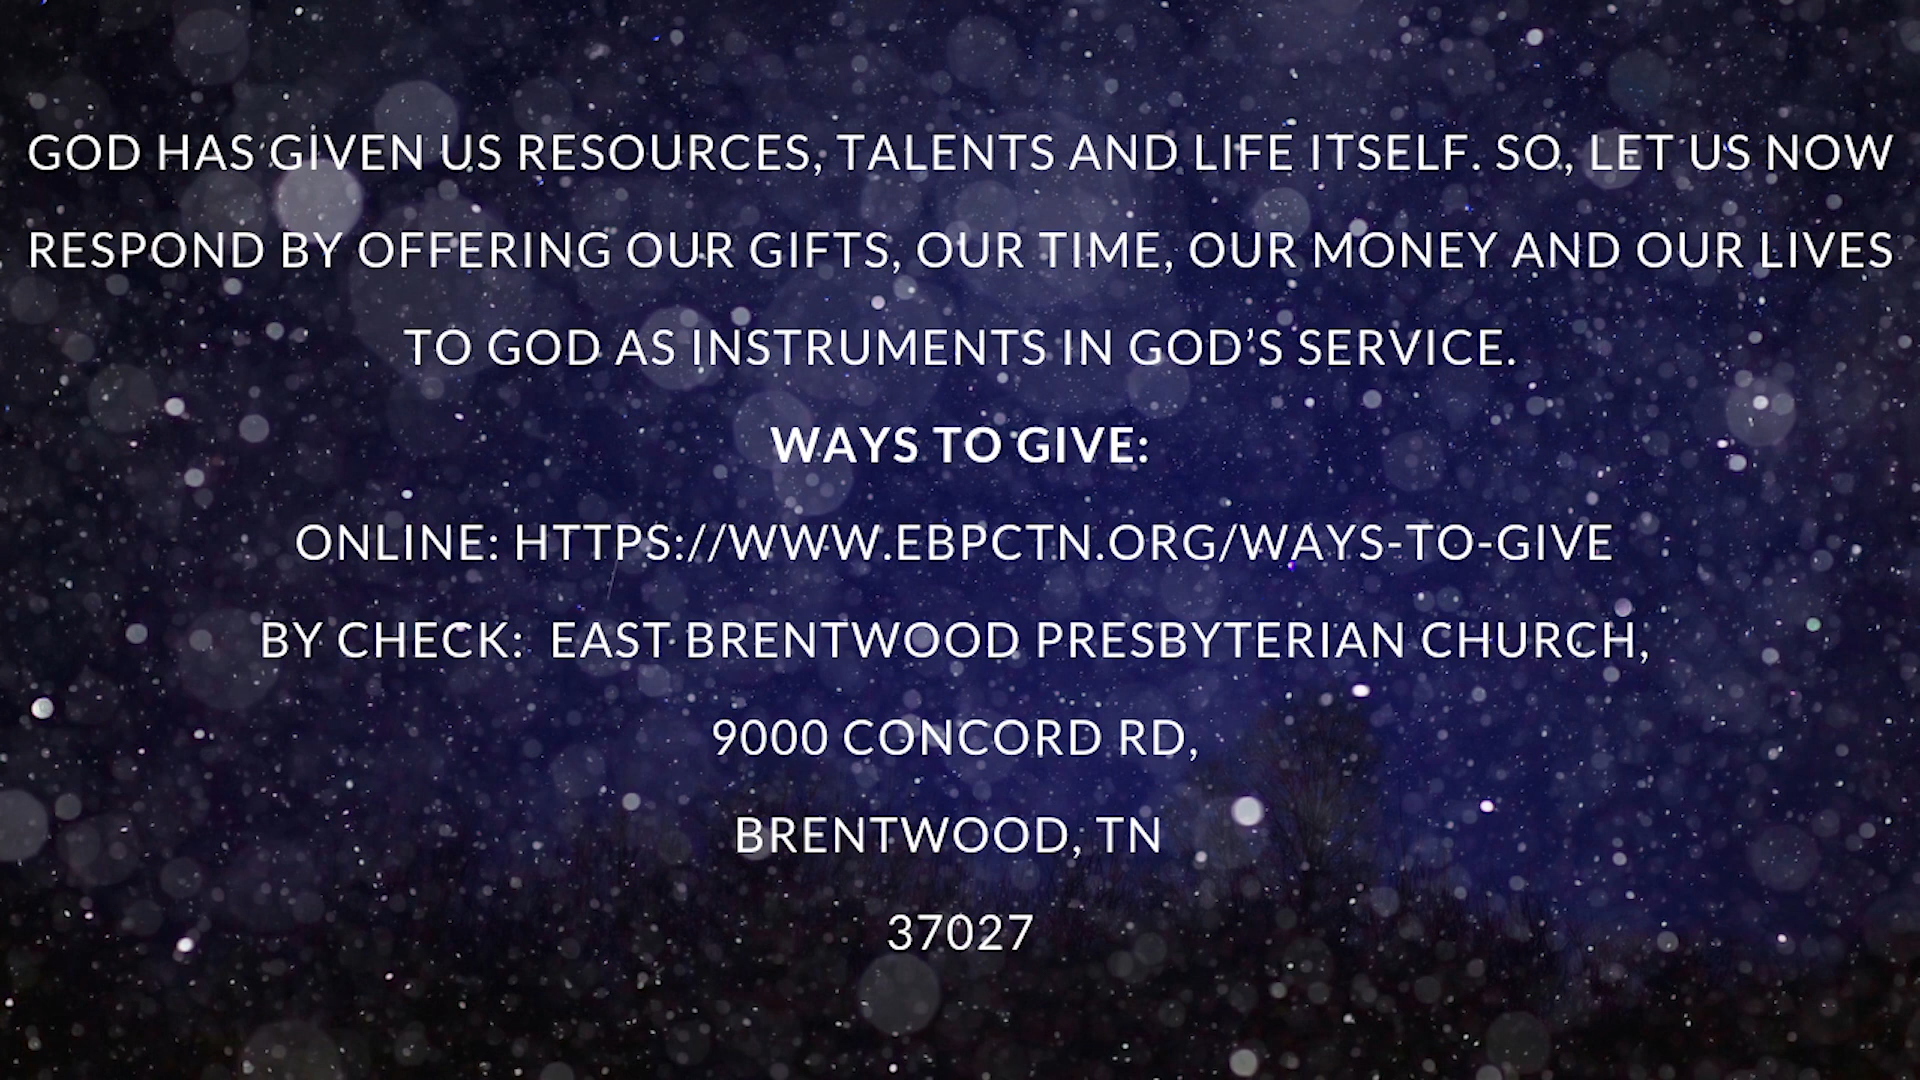 GOD HAS GIVEN US RESOURCES, TALENTS AND LIFE ITSELF. SO, LET US NOW
RESPOND BY OFFERING OUR GIFTS, OUR TIME, OUR MONEY AND OUR LIVES
TO GOD AS INSTRUMENTS IN GOD’S SERVICE.
WAYS TO GIVE:
ONLINE: HTTPS://WWW.EBPCTN.ORG/WAYS-TO-GIVE
BY CHECK:  EAST BRENTWOOD PRESBYTERIAN CHURCH,
9000 CONCORD RD,
BRENTWOOD, TN
37027